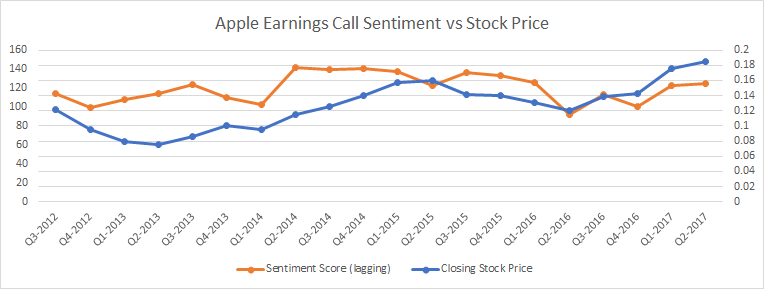 Apple Earnings Call Sentiment vs Stock Price
160
140
120
100
80
60
40
20
0
0.2
0.18
0.16
0.14
0.12
0.1
0.08
0.06
0.04
0.02
0
Q3-2012
Q4-2012
Q1-2013
Q2-2013
Q3-2013
Q4-2013
Q1-2014
Q2-2014
Q3-2014
Q4-2014
Q1-2015
Q2-2015
Q3-2015
Q4-2015
Q1-2016
Q2-2016
Q3-2016
Q4-2016
Q1-2017
Q2-2017
Sentiment Score (lagging)
Closing Stock Price